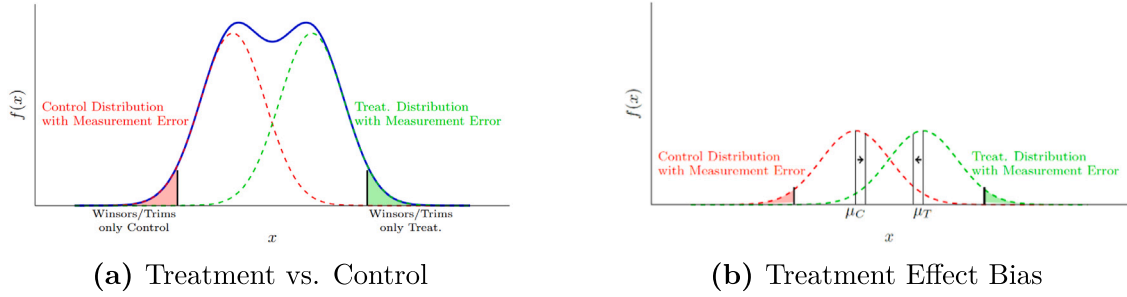 f(x)
Control Distribution
with Measurement Error
Treat. Distribution
with Measurement Error
Winsors/Trims
only Control
Winsors/Trims
only Treat.
x
(a) Treatment vs. Control
f(x)
Control Distribution
with Measurement Error
Treat. Distribution
with Measurement Error
μC
μT
x
(b) Treatment Effect Bias